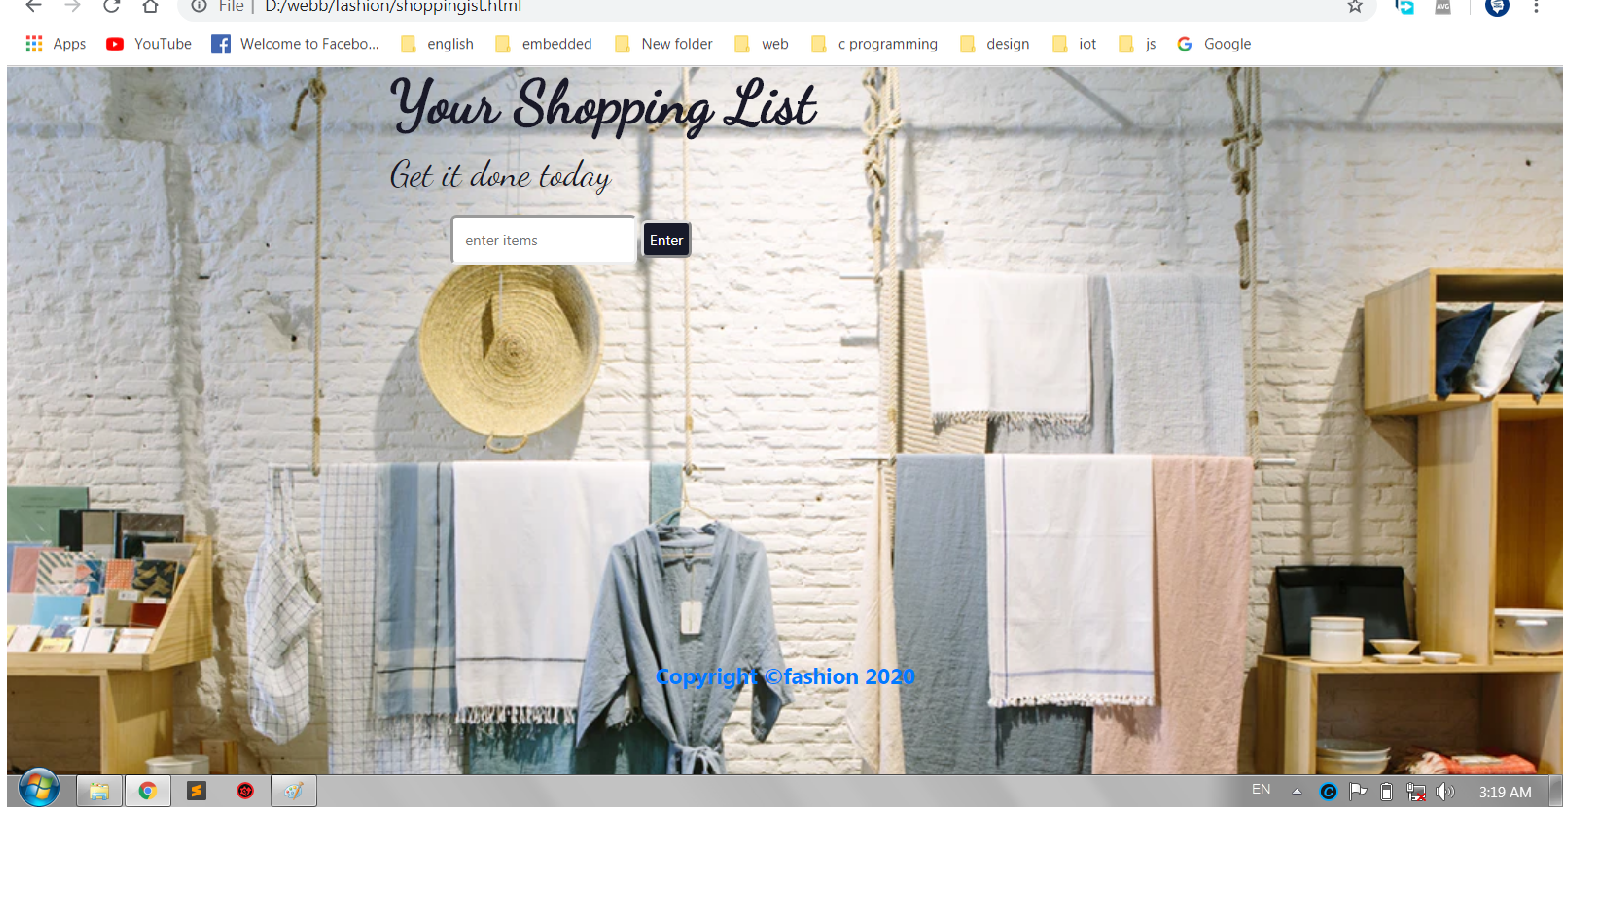 File | D:/webb/fashion/shoppingist.html
AVG
Apps YouTube Welcome to Facebo... english embedded New folder web c programming design iot js Google
Your Shopping List
Get it done today
enter items Enter
Copyright ©fashion 2020
EN 3:19 AM